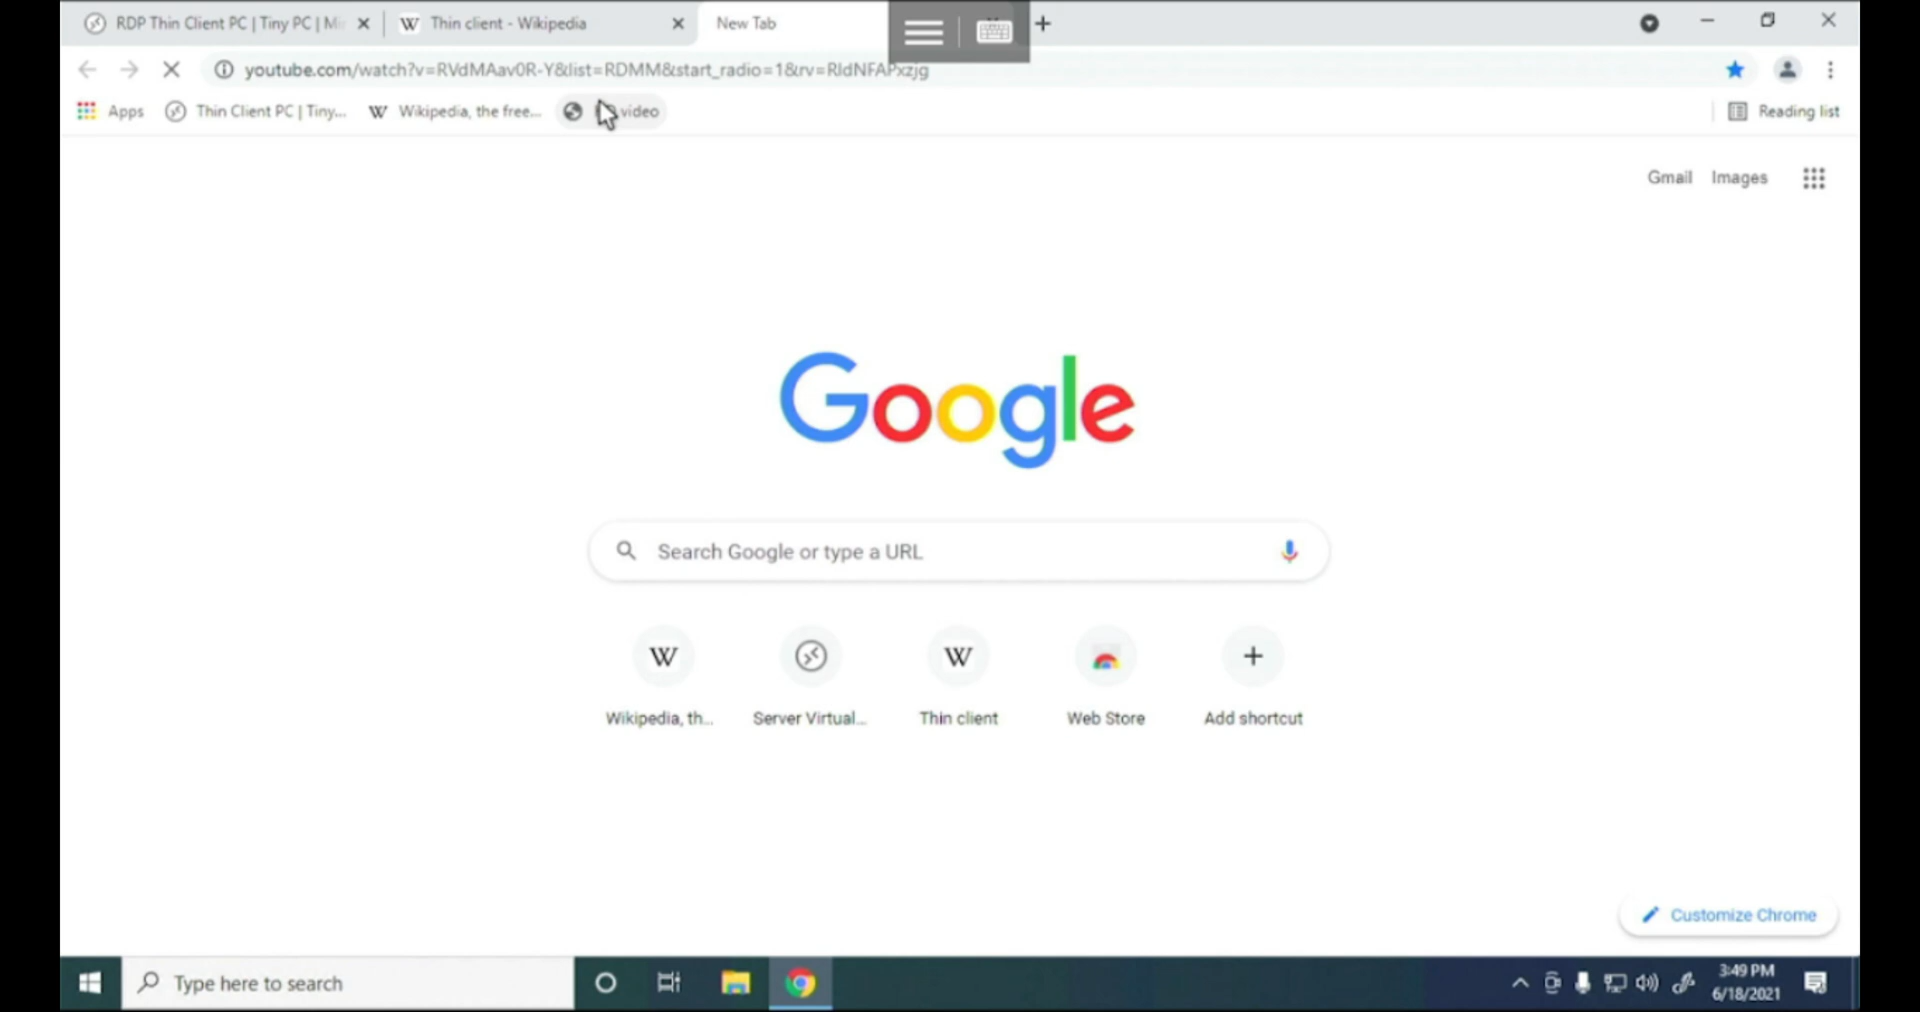 RDP Thin Client PC | Tiny PC | Mi
Thin client - Wikipedia
New Tab
youtube.com/watch?v=RVdMAav0R-Y&list=RDMM&start_radio=1&rv=RldNFAPxzjg
Apps
Thin Client PC | Tiny...
Wikipedia, the free...
video
Reading list
Gmail
Images
Google
Search Google or type a URL
W
W
Wikipedia, th...
Server Virtual...
Thin client
Web Store
Add shortcut
Customize Chrome
Type here to search
3:49 PM
6/18/2021